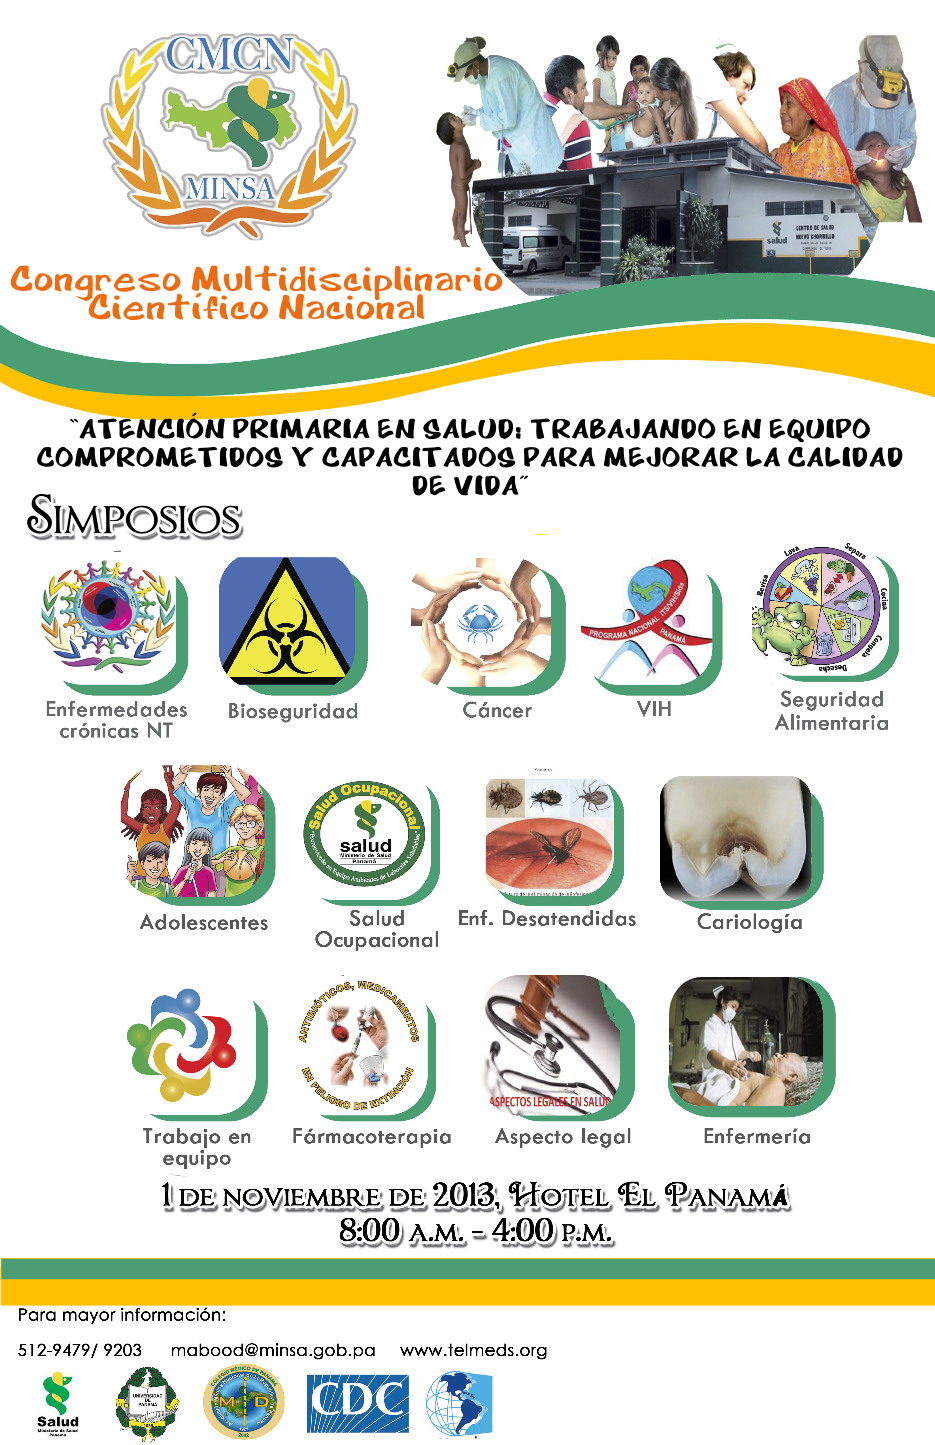 CMCN
MINSA
CENTRO DE SALUD
NUEVO CHORRILLO
salud
Congreso Multidisciplinario
Científico Nacional
"ATENCIÓN PRIMARIA EN SALUD: TRABAJANDO EN EQUIPO
COMPROMETIDOS Y CAPACITADOS PARA MEJORAR LA CALIDAD
DE VIDA"
SIMPOSIOS
PROGRAMA NACIONAL ITS/VIH/Sida
PANAMÁ
Lava
Separa
Cocina
Congela
Desecha
Revisa
Enfermedades
crónicas NT
Bioseguridad
Cáncer
VIH
Seguridad
Alimentaria
Salud Ocupacional
salud
Ministerio de Salud
Panamá
Adolescentes
Salud
Ocupacional
Enf. Desatendidas
Cariología
ANTIBIÓTICOS, MEDICAMENTOS
EN PELIGRO DE EXTINCIÓN!
ASPECTOS LEGALES EN SALUD
Trabajo en
equipo
Fármacoterapia
Aspecto legal
Enfermería
1 DE NOVIEMBRE DE 2013, HOTEL EL PANAMÁ
8:00 A.M. - 4:00 P.M.
Para mayor información:
512-9479/ 9203 mabood@minsa.gob.pa www.telmeds.org
Salud
Ministerio de Salud
Panamá
UNIVERSIDAD
DE
PANAMÁ
COLEGIO MÉDICO DE PANAMÁ
CDC